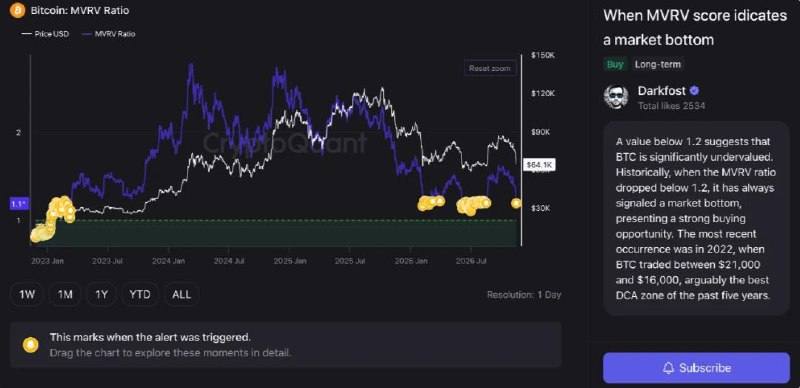 Bitcoin: MVRV Ratio
Price USD
MVRV Ratio
Reset zoom
$150K
$120K
$90K
$64.1K
$30K
2
1.1
1
CryptoQuant
2023 Jan
2023 Jul
2024 Jan
2024 Jul
2025 Jan
2025 Jul
2026 Jul
1W
1M
1Y
YTD
ALL
Resolution: 1 Day
This marks when the alert was triggered.
Drag the chart to explore these moments in detail.
When MVRV score idicates
a market bottom
Buy
Long-term
Darkfost
Total likes 2534
A value below 1.2 suggests that
BTC is significantly undervalued.
Historically, when the MVRV ratio
dropped below 1.2, it has always
signaled a market bottom,
presenting a strong buying
opportunity. The most recent
occurrence was in 2022, when
BTC traded between $21,000
and $16,000, arguably the best
DCA zone of the past five years.
Subscribe